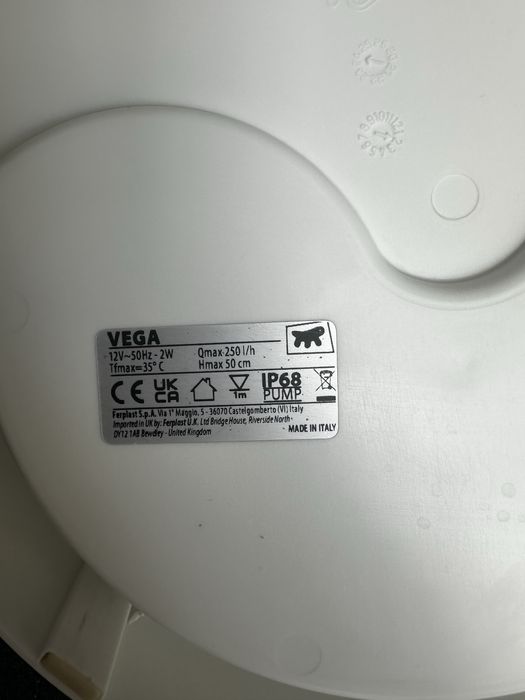 VEGA
12V~50Hz - 2W
Qmax 250 l/h
Tfmax=35° C
Hmax 50 cm
CE
UK
CA
1m
IP68
PUMP
Ferplast S.p.A. Via 1° Maggio, 5 - 36070 Castelgomberto (VI) Italy
Imported in UK by: Ferplast U.K. Ltd Bridge House, Riverside North
DY12 1AB Bewdley - United Kingdom
MADE IN ITALY